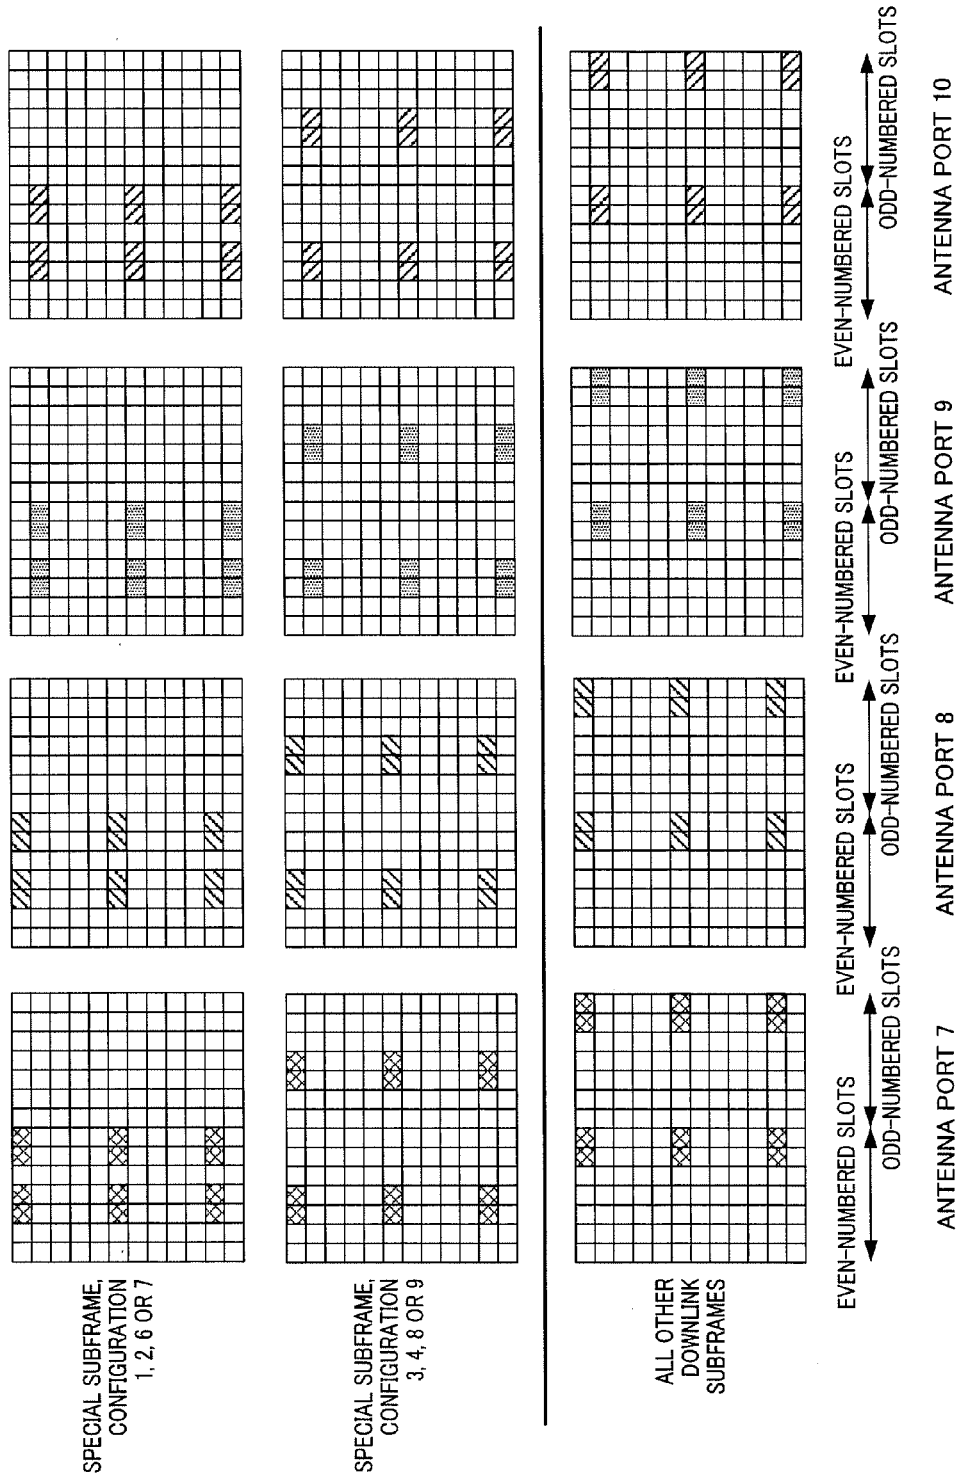 SPECIAL SUBFRAME,
CONFIGURATION
1, 2, 6 OR 7
SPECIAL SUBFRAME,
CONFIGURATION
3, 4, 8 OR 9
ALL OTHER
DOWNLINK
SUBFRAMES
EVEN-NUMBERED SLOTS
ODD-NUMBERED SLOTS
ANTENNA PORT 7
EVEN-NUMBERED SLOTS
ODD-NUMBERED SLOTS
ANTENNA PORT 8
EVEN-NUMBERED SLOTS
ODD-NUMBERED SLOTS
ANTENNA PORT 9
EVEN-NUMBERED SLOTS
ODD-NUMBERED SLOTS
ANTENNA PORT 10